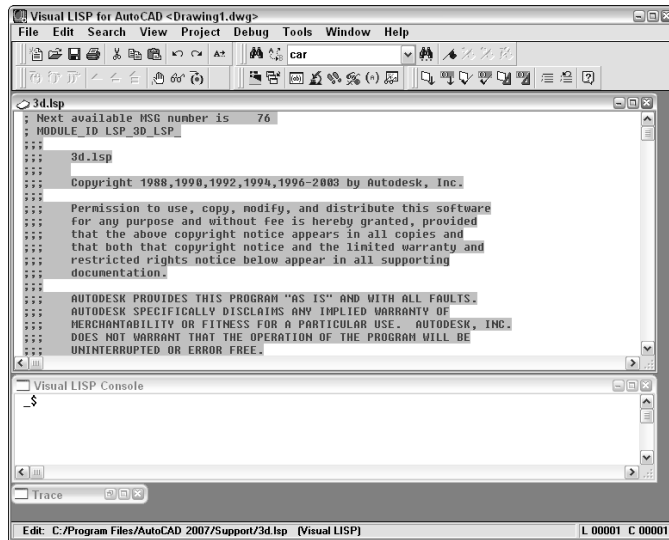 Visual LISP for AutoCAD <Drawing1.dwg>
File Edit Search View Project Debug Tools Window Help
car
3d.lsp
; Next available MSG number is    76
; MODULE_ID LSP_3D_LSP_
;;;
;;;    3d.lsp
;;;
;;;    Copyright 1988,1990,1992,1994,1996-2003 by Autodesk, Inc.
;;;
;;;    Permission to use, copy, modify, and distribute this software
;;;    for any purpose and without fee is hereby granted, provided
;;;    that the above copyright notice appears in all copies and
;;;    that both that copyright notice and the limited warranty and
;;;    restricted rights notice below appear in all supporting
;;;    documentation.
;;;
;;;    AUTODESK PROVIDES THIS PROGRAM "AS IS" AND WITH ALL FAULTS.
;;;    AUTODESK SPECIFICALLY DISCLAIMS ANY IMPLIED WARRANTY OF
;;;    MERCHANTABILITY OR FITNESS FOR A PARTICULAR USE.  AUTODESK, INC.
;;;    DOES NOT WARRANT THAT THE OPERATION OF THE PROGRAM WILL BE
;;;    UNINTERRUPTED OR ERROR FREE.
Visual LISP Console
_$
Trace
Edit: C:/Program Files/AutoCAD 2007/Support/3d.lsp (Visual LISP) L 00001 C 00001